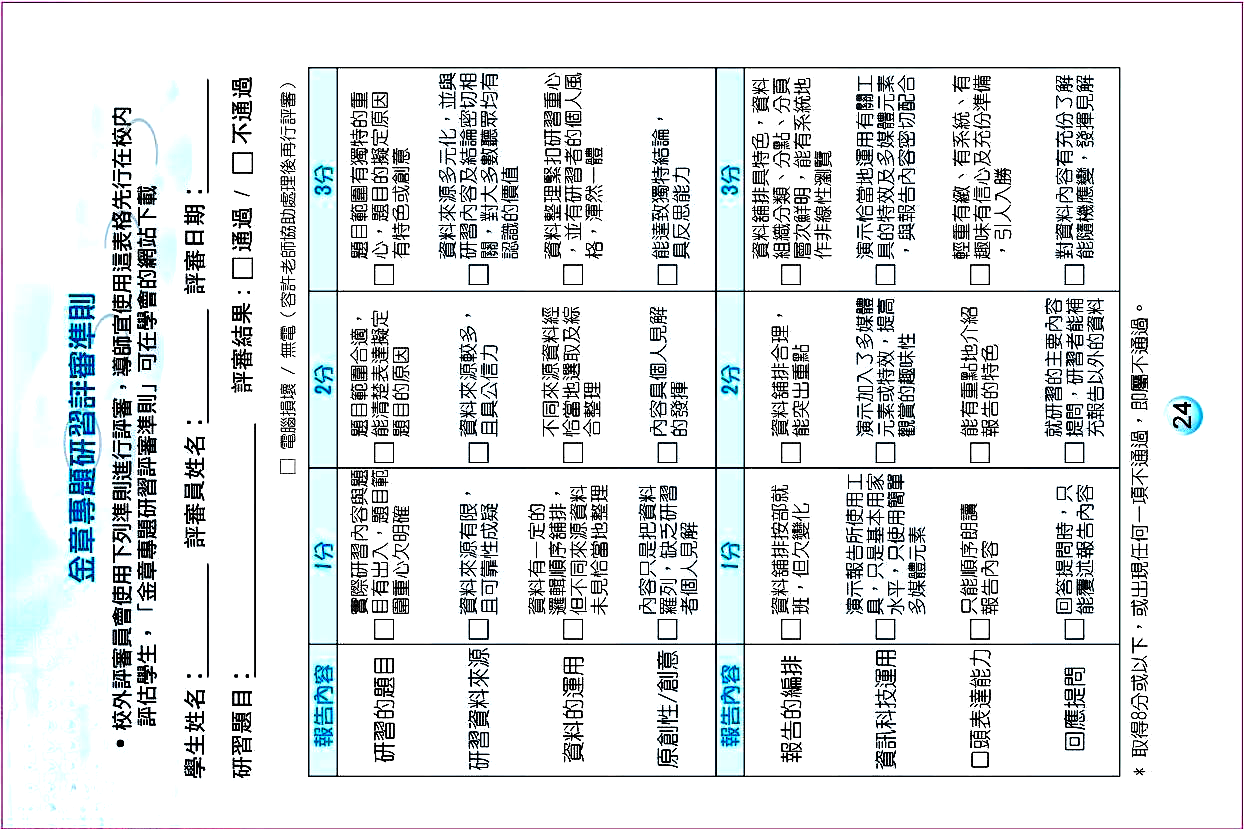 金章專題研習評審準則
• 校外評審員會使用下列準則進行評審，導師宜使用這表格先行在校內
評估學生，「金章專題研習評審準則」可在學會的網站下載
學生姓名：　評審員姓名：　評審日期：
研習題目：　評審結果：□ 通過 / □ 不通過
□ 電腦損壞 / 無電（容許老師協助處理後再行評審）
報告內容　1分　2分　3分
研習的題目
□ 實際研習內容與題
目有出入，題目範
圍重心欠明確
□ 題目範圍合適，
能清楚表達擬定
題目的原因
□ 題目範圍有獨特的重
心，題目的擬定原因
有特色或創意
研習資料來源
□ 資料來源有限，
且可靠性成疑
□ 資料來源較多，
且具公信力
□ 資料來源多元化，並與
研習內容及結論密切相
關，對大多數聽眾均有
認識的價值
資料的運用
□ 資料有一定的
邏輯順序舖排，
但不同來源資料
未見恰當地整理
□ 不同來源資料經
恰當地選取及綜
合整理
□ 資料整理緊扣研習重心
，並有研習者的個人風
格，渾然一體
原創性/創意
□ 內容只是把資料
羅列，缺乏研習
者個人見解
□ 內容具個人見解
的發揮
□ 能達致獨特結論，
具反思能力
報告內容　1分　2分　3分
報告的編排
□ 資料舖排按部就
班，但欠變化
□ 資料舖排合理，
能突出重點
□ 資料舖排具特色，資料
組織分類、分點、分頁
層次鮮明，能有系統地
作非線性瀏覽
資訊科技運用
□ 演示報告所使用工
具，只是基本用家
水平，只使用簡單
多媒體元素
□ 演示加入了多媒體
元素或特效，提高
觀賞的趣味性
□ 演示恰當地運用有關工
具的特效及多媒體元素
，與報告內容密切配合
口頭表達能力
□ 只能順序朗讀
報告內容
□ 能有重點地介紹
報告的特色
□ 輕重有緻、有系統、有
趣味有信心及充份準備
，引人入勝
回應提問
□ 回答提問時，只
能覆述報告內容
□ 就研習的主要內容
提問，研習者能補
充報告以外的資料
□ 對資料內容有充份了解
能隨機應變，發揮見解
* 取得8分或以下，或出現任何一項不通過，即屬不通過。
24